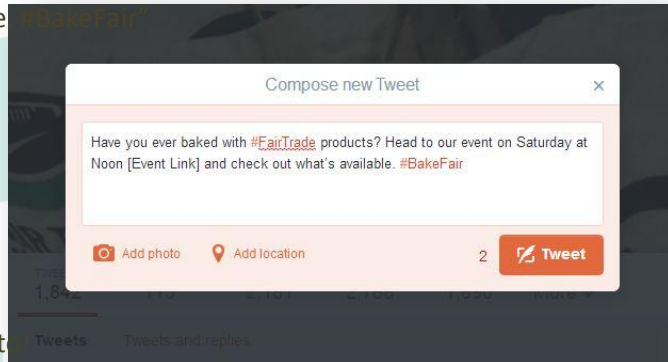 #BakeFair"
Compose new Tweet ×
Have you ever baked with #FairTrade products? Head to our event on Saturday at
Noon [Event Link] and check out what's available. #BakeFair
Add photo Add location 2 Tweet
1,842 More
Tweets Tweets and replies